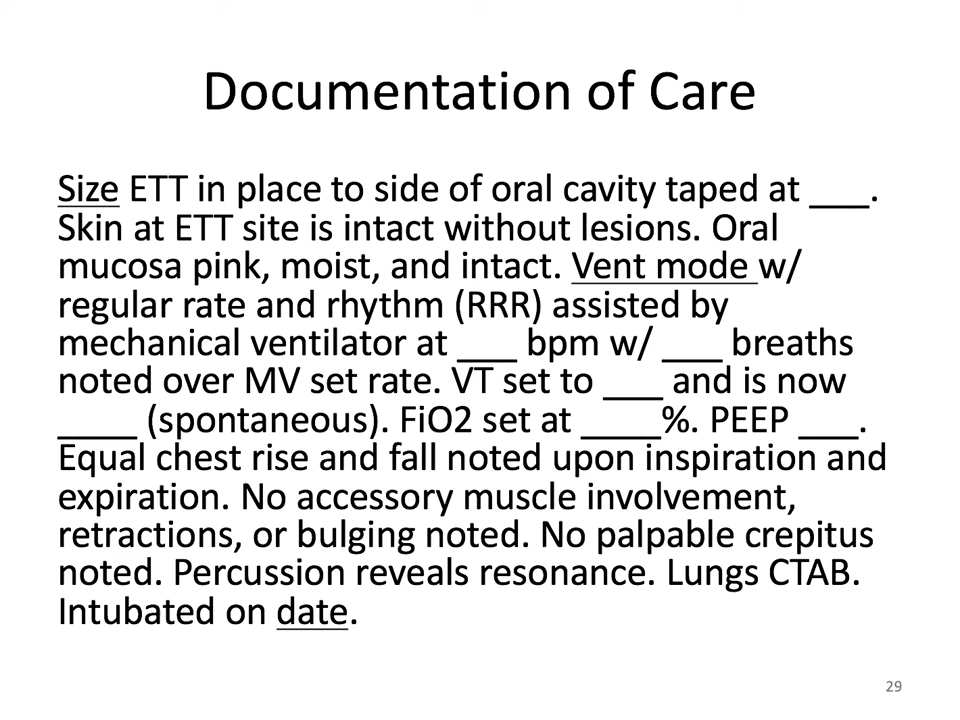 Documentation of Care
Size ETT in place to side of oral cavity taped at ___.
Skin at ETT site is intact without lesions. Oral
mucosa pink, moist, and intact. Vent mode w/
regular rate and rhythm (RRR) assisted by
mechanical ventilator at ___ bpm w/ ___ breaths
noted over MV set rate. VT set to ___ and is now
____ (spontaneous). FiO2 set at ____%. PEEP ___.
Equal chest rise and fall noted upon inspiration and
expiration. No accessory muscle involvement,
retractions, or bulging noted. No palpable crepitus
noted. Percussion reveals resonance. Lungs CTAB.
Intubated on date.
29